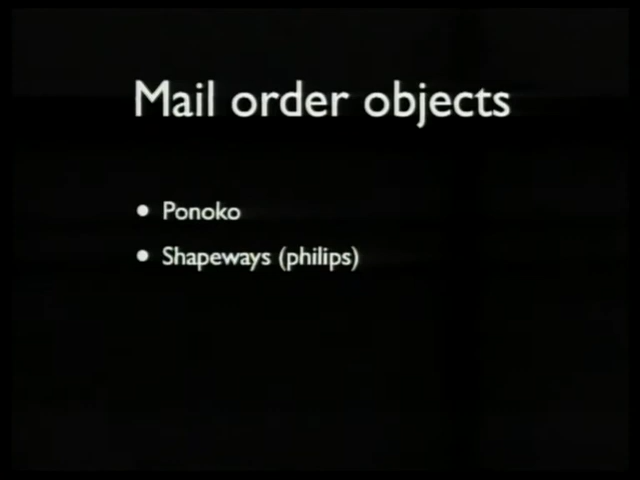 Mail order objects
• Ponoko
• Shapeways (philips)